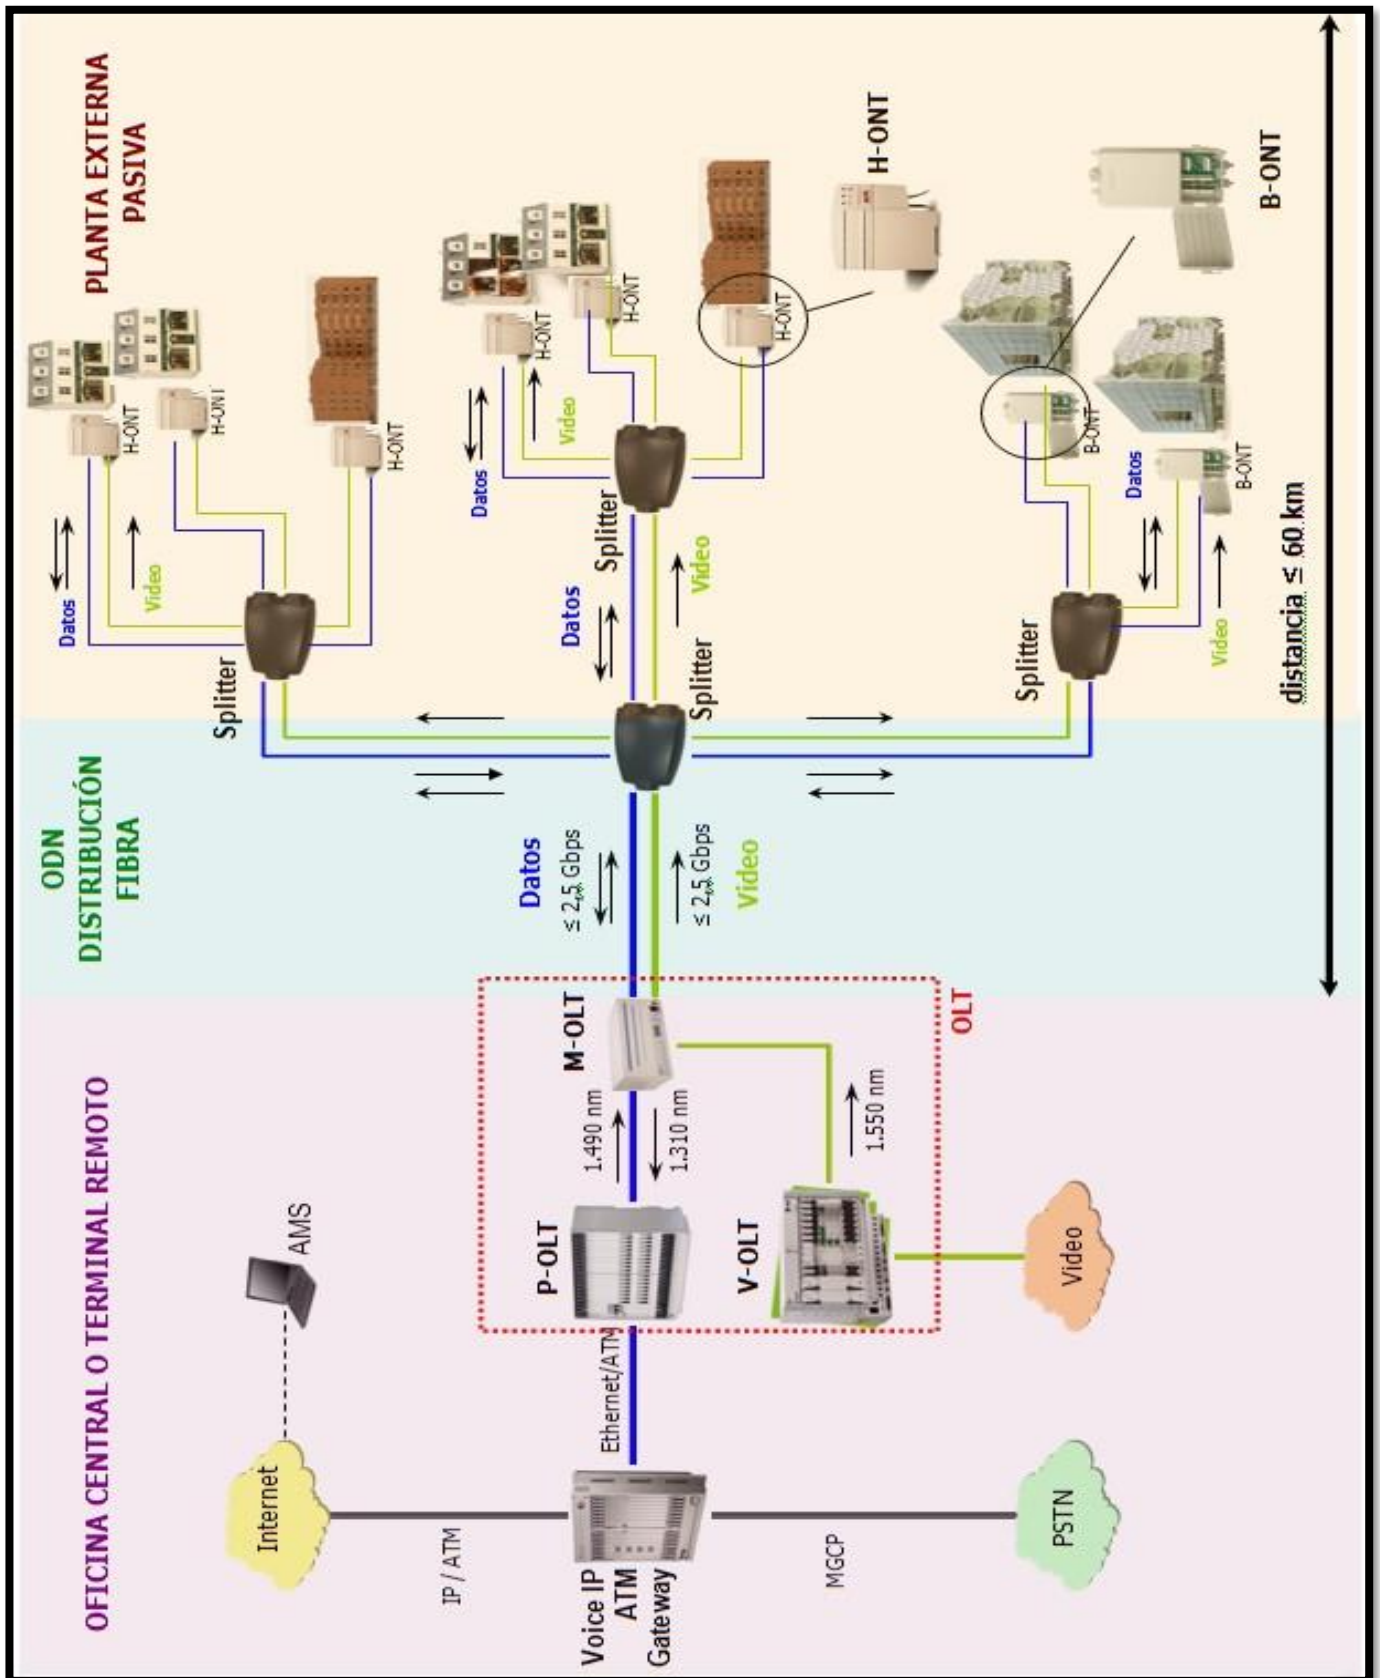 OFICINA CENTRAL O TERMINAL REMOTO
ODN
DISTRIBUCIÓN
FIBRA
PLANTA EXTERNA
PASIVA
Internet
AMS
IP / ATM
Voice IP
ATM
Gateway
Ethernet/ATM
MGCP
PSTN
P-OLT
V-OLT
M-OLT
1.490 nm
1.310 nm
1.550 nm
Video
OLT
Datos
≤ 2,5 Gbps
≤ 2,5 Gbps
Video
Splitter
Datos
Video
H-ONT
H-ONT
H-ONT
Splitter
Datos
Video
Splitter
Datos
Video
H-ONT
H-ONT
H-ONT
H-ONT
Splitter
Datos
Video
B-ONT
B-ONT
B-ONT
distancia ≤ 60 km